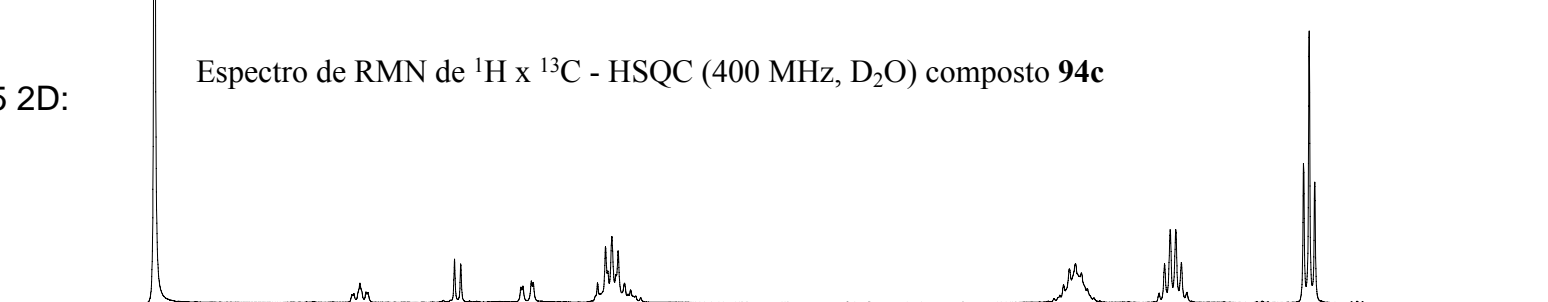 Espectro de RMN de ¹H x ¹³C - HSQC (400 MHz, D₂O) composto 94c
2D: